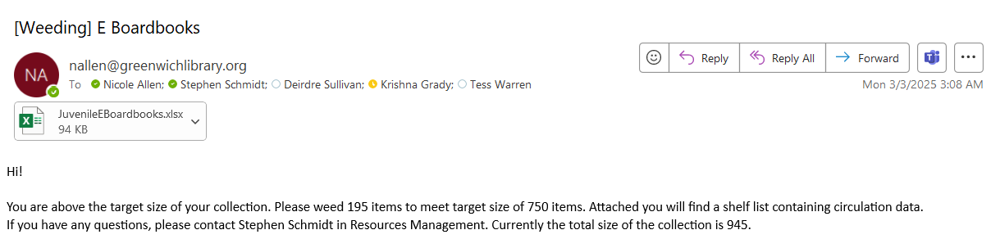 [Weeding] E Boardbooks
NA
nallen@greenwichlibrary.org
To Nicole Allen; Stephen Schmidt; Deirdre Sullivan; Krishna Grady; Tess Warren
Reply
Reply All
Forward
Mon 3/3/2025 3:08 AM
JuvenileEBoardbooks.xlsx
94 KB
Hi!
You are above the target size of your collection. Please weed 195 items to meet target size of 750 items. Attached you will find a shelf list containing circulation data.
If you have any questions, please contact Stephen Schmidt in Resources Management. Currently the total size of the collection is 945.